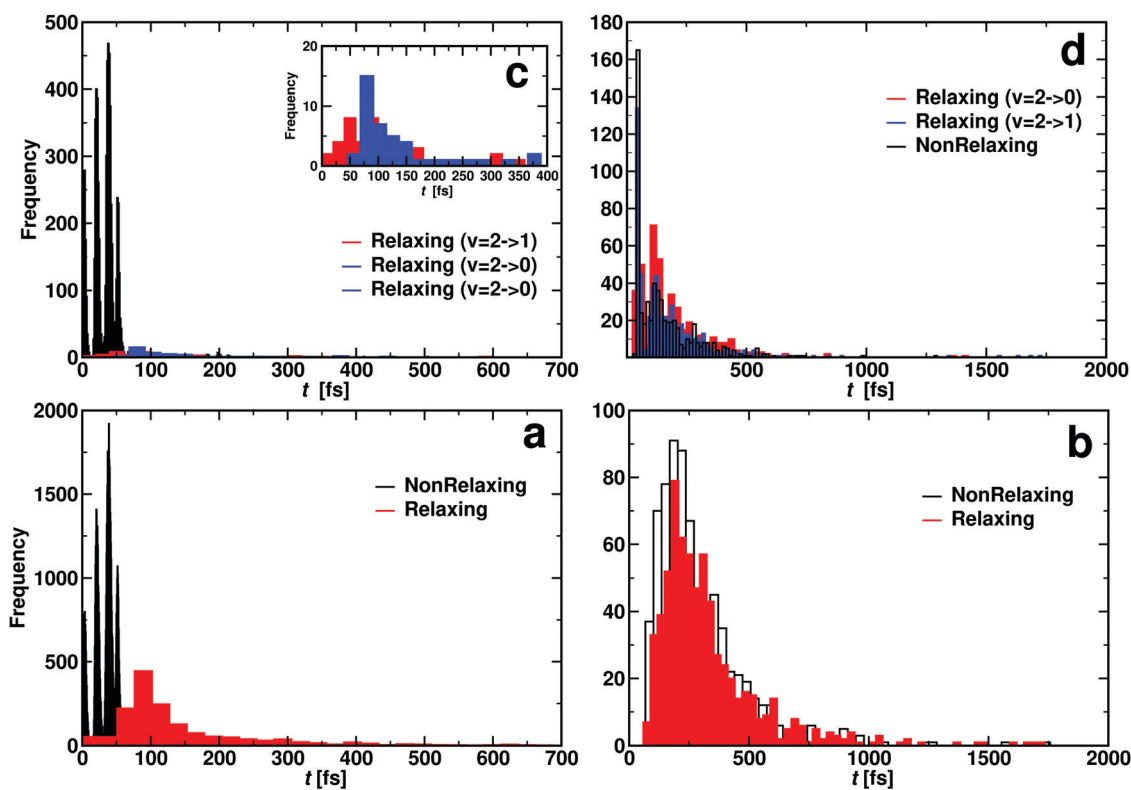 500
400
300
200
100
0
Frequency
0 100 200 300 400 500 600 700
t [fs]
20
10
0
Frequency
0 50 100 150 200 250 300 350 400
t [fs]
c
Relaxing (v=2->1)
Relaxing (v=2->0)
Relaxing (v=2->0)
180
160
140
120
100
80
60
40
20
500 1000 1500 2000
t [fs]
d
Relaxing (v=2->0)
Relaxing (v=2->1)
NonRelaxing
2000
1500
1000
500
0
Frequency
0 100 200 300 400 500 600 700
t [fs]
a
NonRelaxing
Relaxing
100
80
60
40
20
0
0 500 1000 1500 2000
t [fs]
b
NonRelaxing
Relaxing